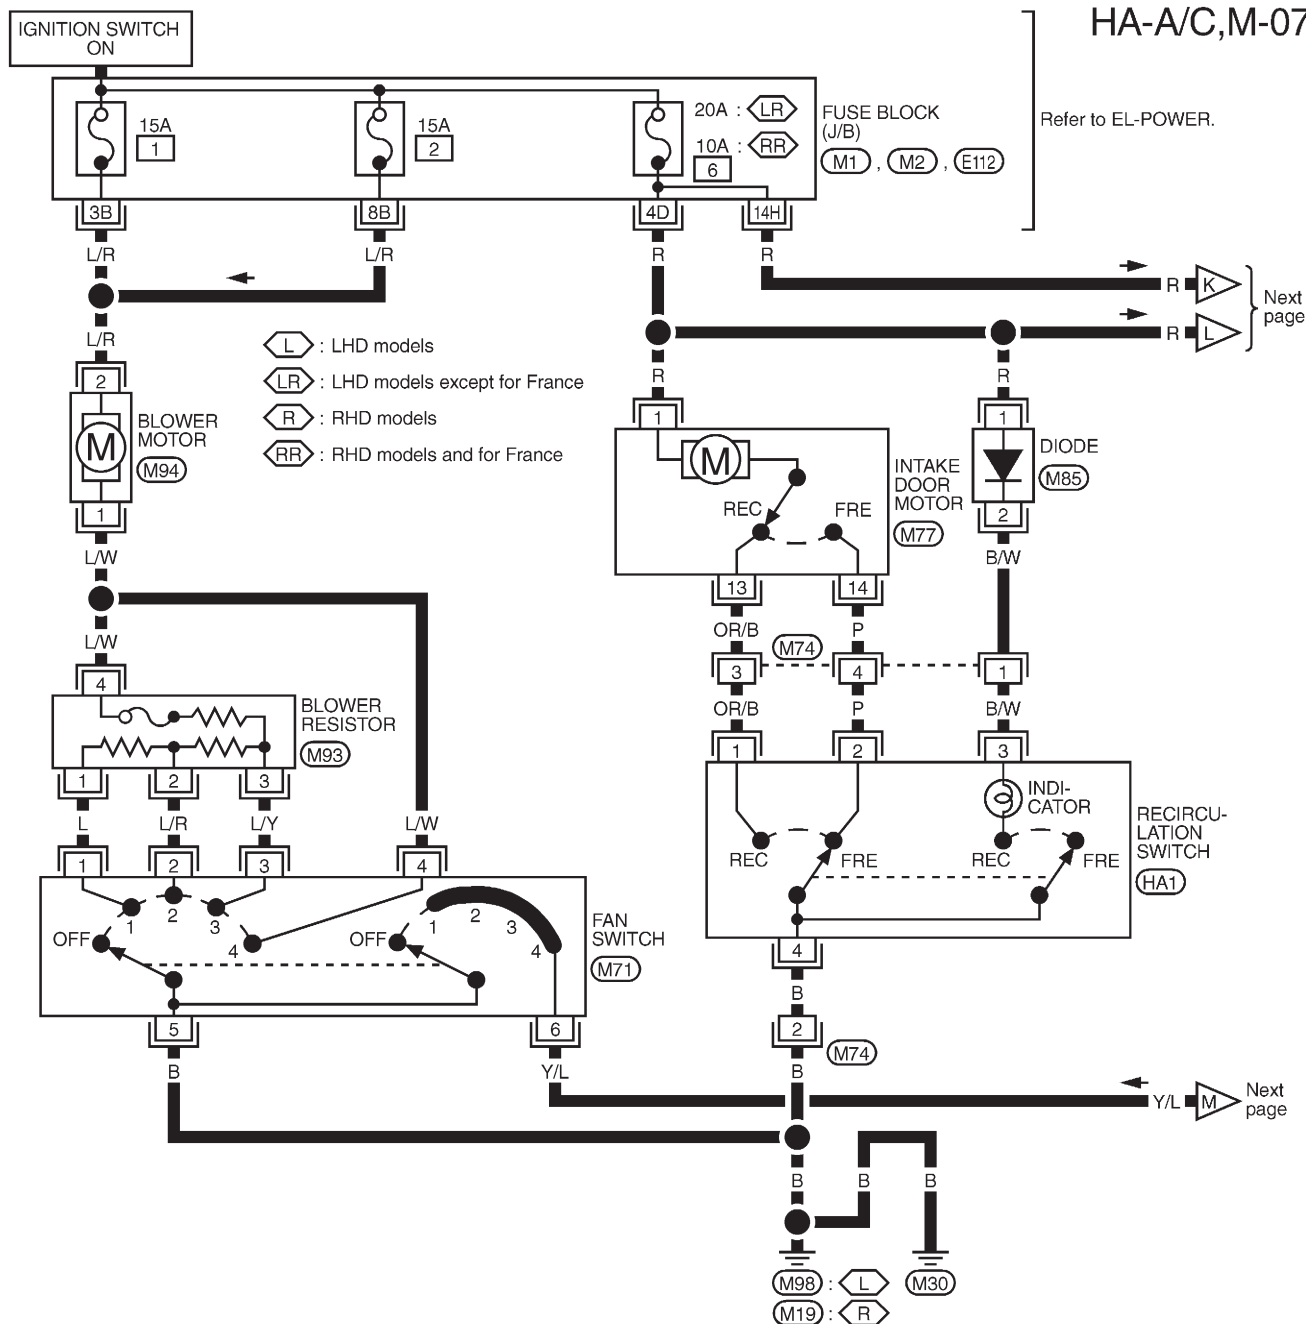 HA-A/C,M-07
IGNITION SWITCH
ON
15A
1
15A
2
20A : LR
10A : RR
6
FUSE BLOCK
(J/B)
M1 , M2 , E112
Refer to EL-POWER.
3B 8B 4D 14H
L/R L/R R R
R K
R L
Next
page
L/R
L : LHD models
LR : LHD models except for France
R : RHD models
RR : RHD models and for France
R R
2 1 1
M
BLOWER
MOTOR
M94
1
M
REC FRE
INTAKE
DOOR
MOTOR
M77
DIODE
M85
2
L/W B/W
13 14
L/W
OR/B P
M74
4 3 4 1
BLOWER
RESISTOR
M93
OR/B P B/W
1 2 3
1 2 3
L L/R L/Y L/W
INDI-
CATOR
REC FRE REC FRE
RECIRCU-
LATION
SWITCH
HA1
1 2 3 4
OFF 1 2 3 4
OFF 1 2 3 4
FAN
SWITCH
M71
4
B
5 6
2
M74
B Y/L B
Y/L M
Next
page
B B B
M98 : L M30
M19 : R